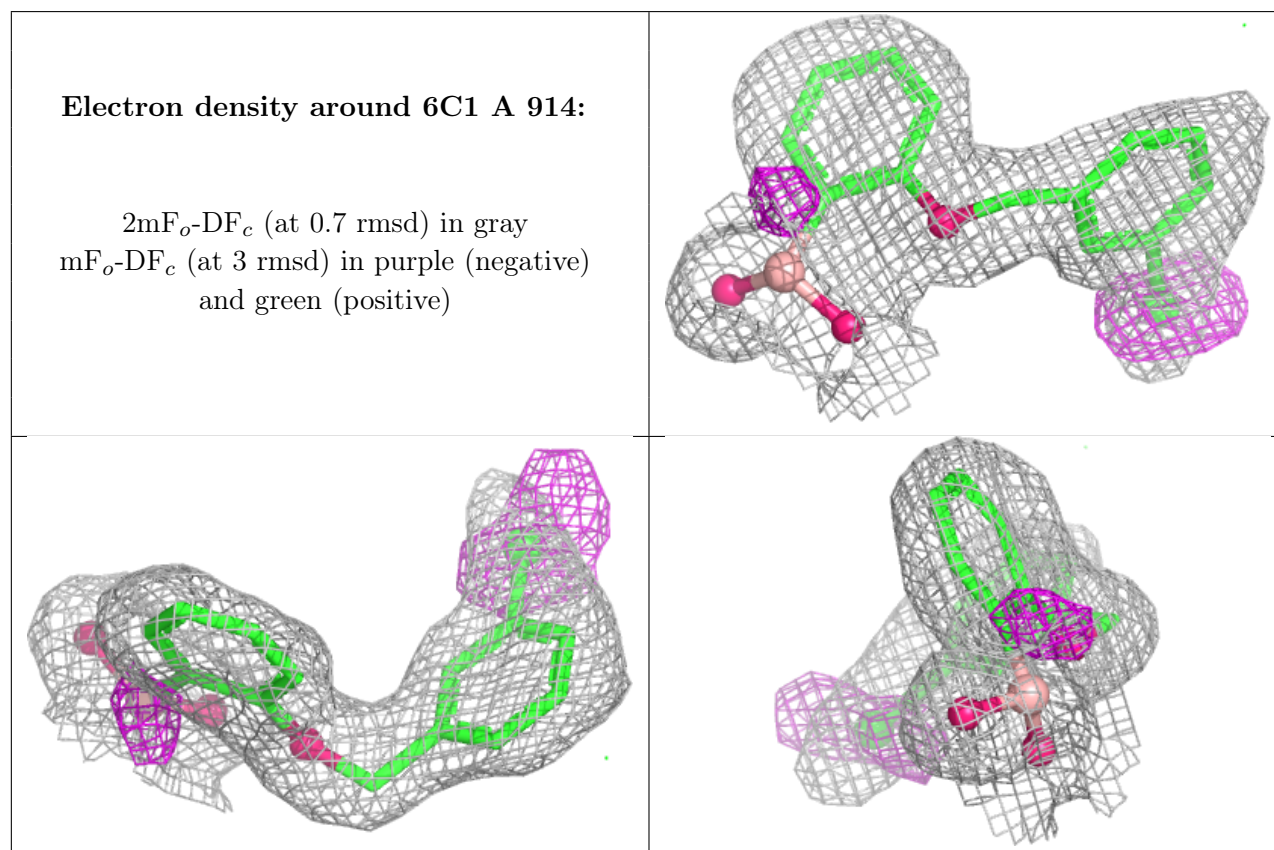 Electron density around 6C1 A 914:
2mFo-DFc (at 0.7 rmsd) in gray
mFo-DFc (at 3 rmsd) in purple (negative)
and green (positive)